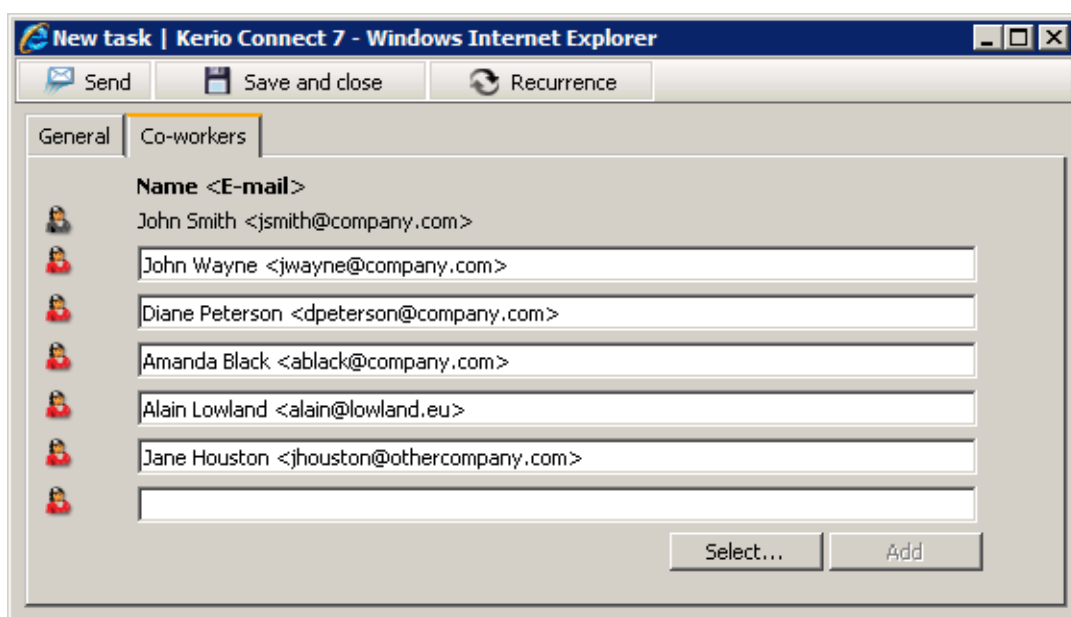 New task | Kerio Connect 7 - Windows Internet Explorer
Send Save and close Recurrence
General Co-workers
Name <E-mail>
John Smith <jsmith@company.com>
John Wayne <jwayne@company.com>
Diane Peterson <dpeterson@company.com>
Amanda Black <ablack@company.com>
Alain Lowland <alain@lowland.eu>
Jane Houston <jhouston@othercompany.com>
Select... Add